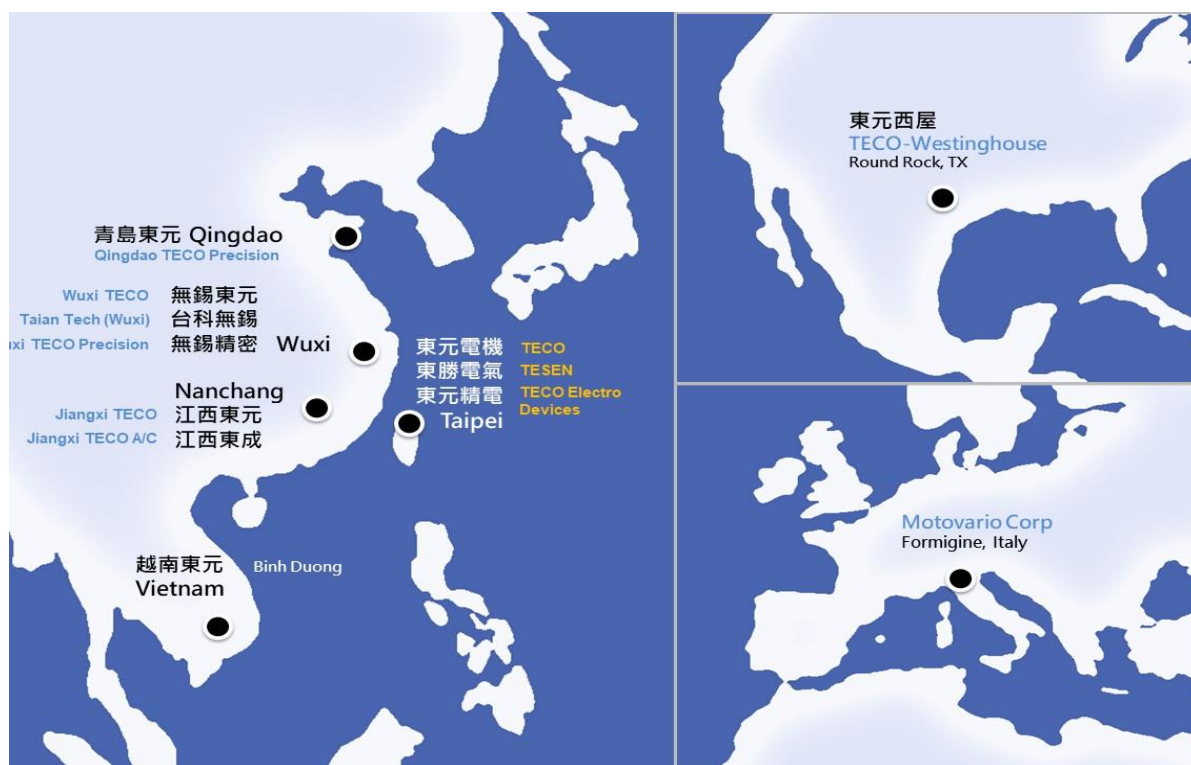 青島東元 Qingdao
Qingdao TECO Precision
Wuxi TECO 無錫東元
Taian Tech (Wuxi) 台科無錫
xi TECO Precision 無錫精密 Wuxi
Nanchang
Jiangxi TECO 江西東元
Jiangxi TECO A/C 江西東成
東元電機 TECO
東勝電氣 TESEN
東元精電 TECO Electro
Devices
Taipei
越南東元 Binh Duong
Vietnam
東元西屋
TECO-Westinghouse
Round Rock, TX
Motovario Corp
Formigine, Italy